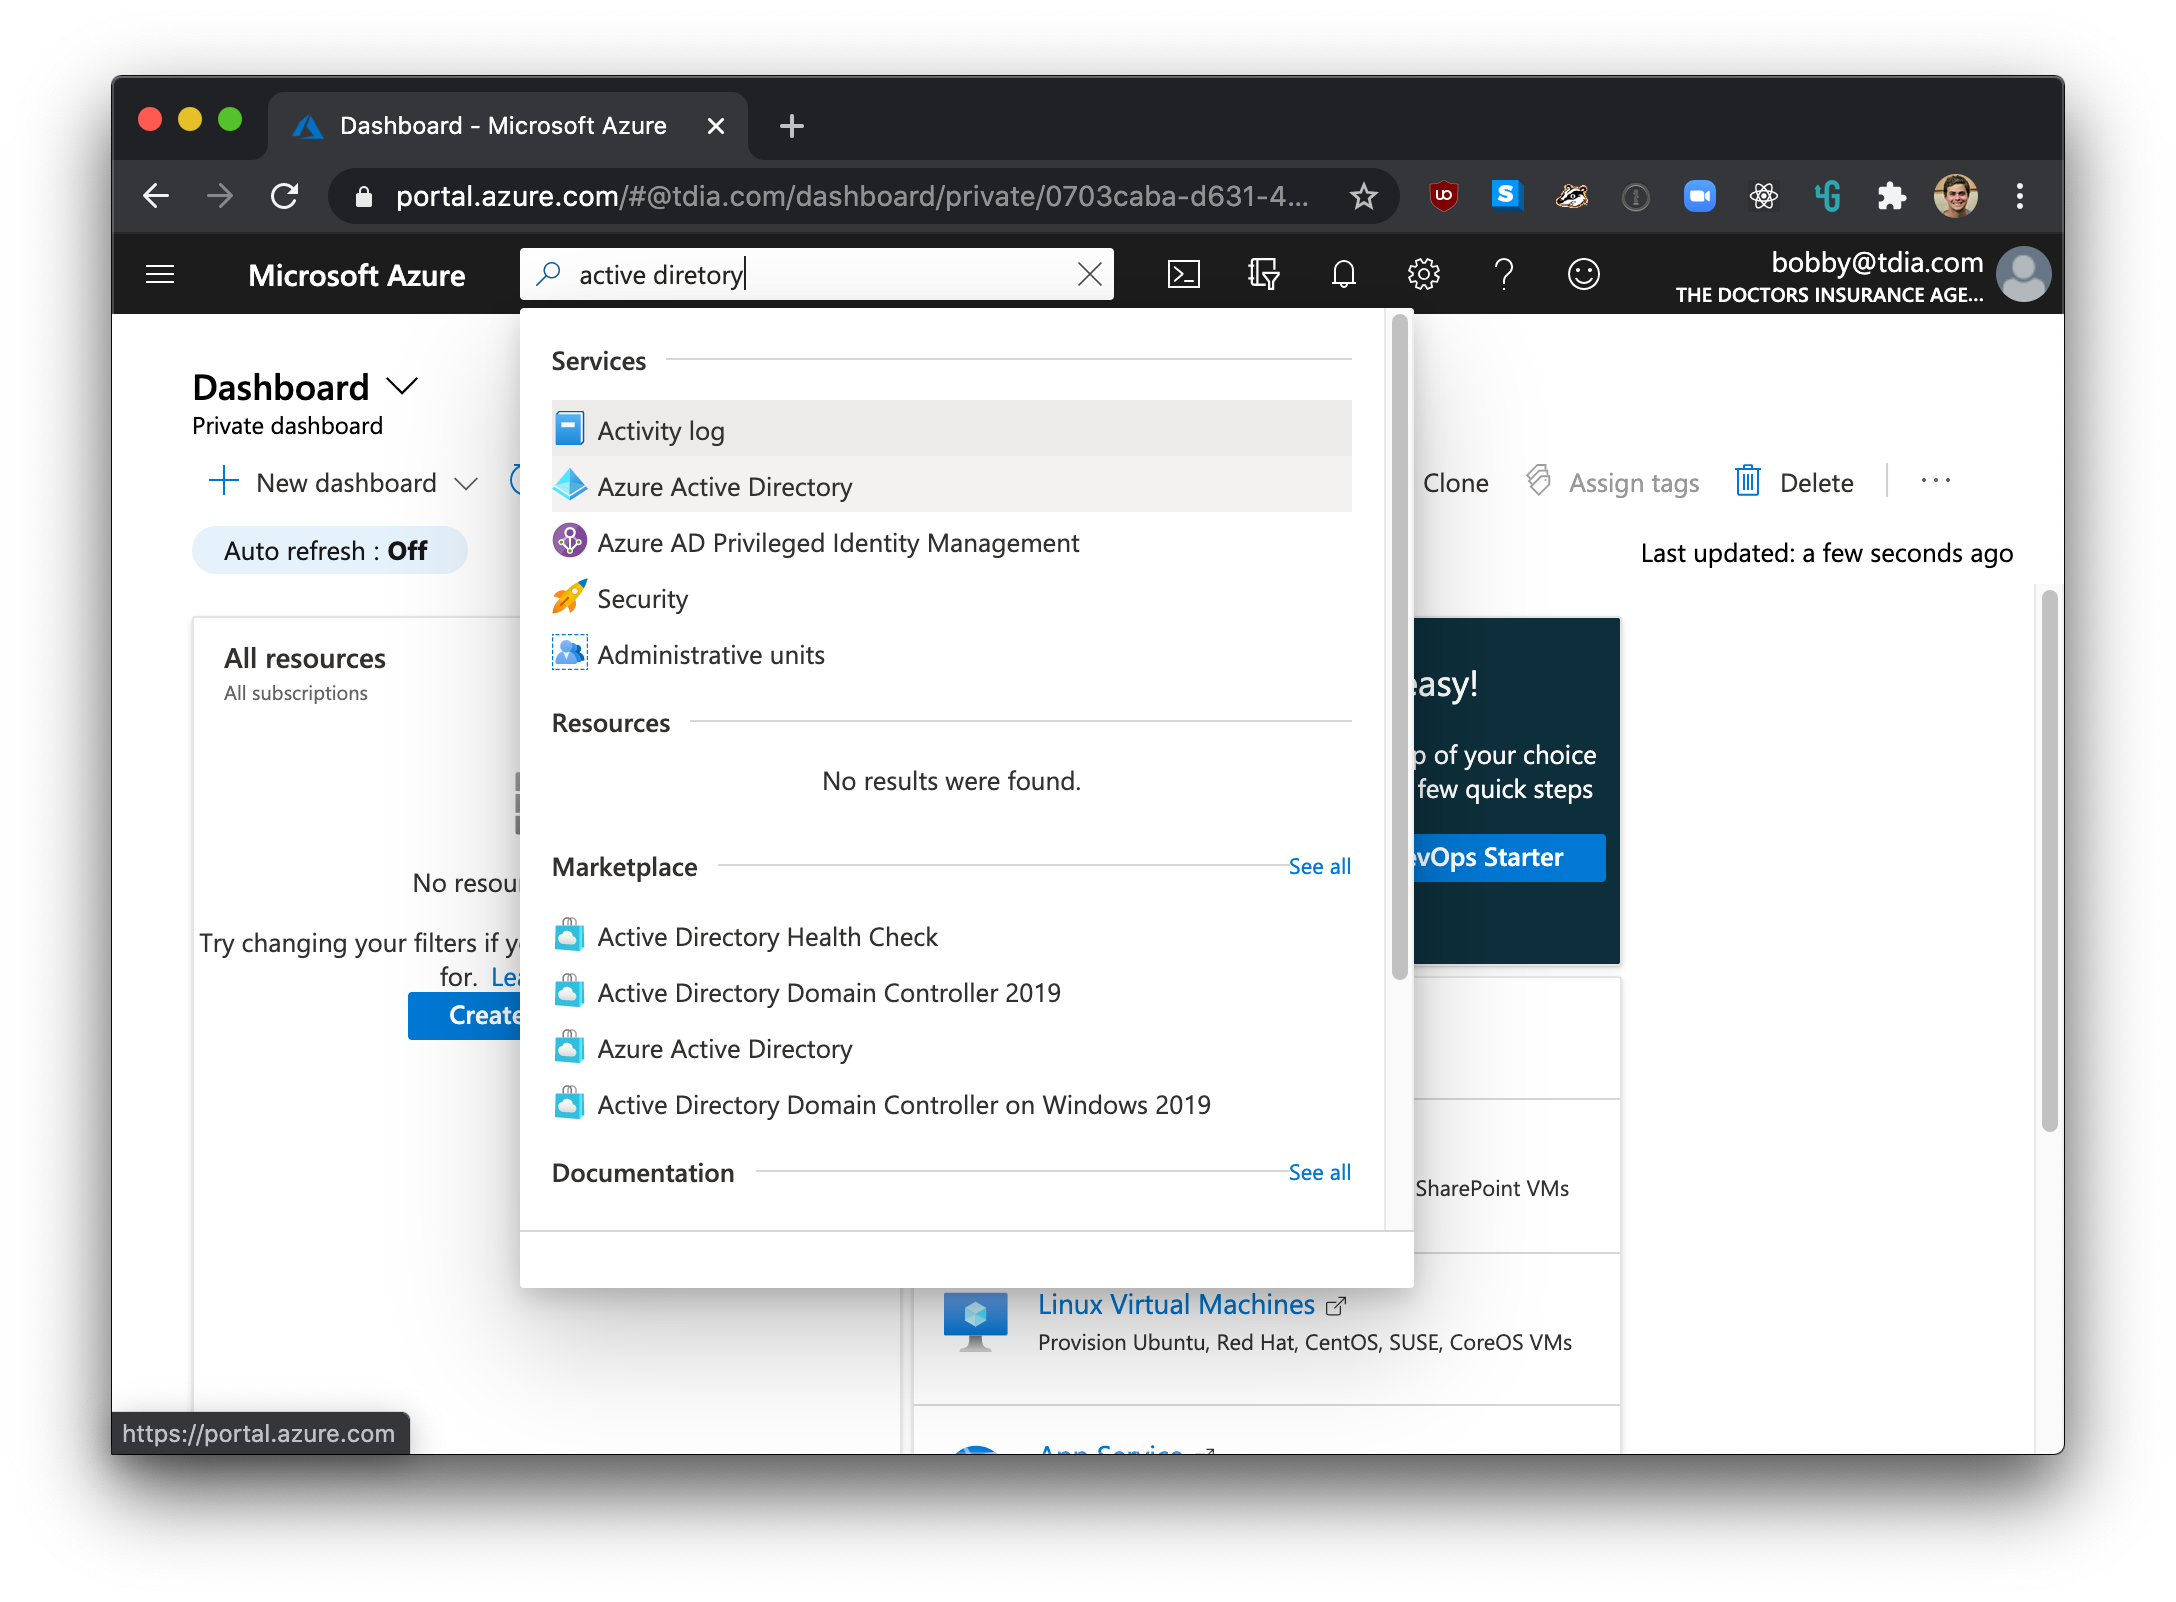 Dashboard - Microsoft Azure
portal.azure.com/#@tdia.com/dashboard/private/0703caba-d631-4...
Microsoft Azure
active diretory
bobby@tdia.com
THE DOCTORS INSURANCE AGE...
Dashboard
Private dashboard
New dashboard
Clone
Assign tags
Delete
Auto refresh : Off
Last updated: a few seconds ago
Services
Activity log
Azure Active Directory
Azure AD Privileged Identity Management
Security
Administrative units
Resources
No results were found.
Marketplace
See all
Active Directory Health Check
Active Directory Domain Controller 2019
Azure Active Directory
Active Directory Domain Controller on Windows 2019
Documentation
See all
All resources
All subscriptions
No
Try changing your filters if
for.
Create
easy!
of your choice
few quick steps
evOps Starter
SharePoint VMs
Linux Virtual Machines
Provision Ubuntu, Red Hat, CentOS, SUSE, CoreOS VMs
App Service
https://portal.azure.com